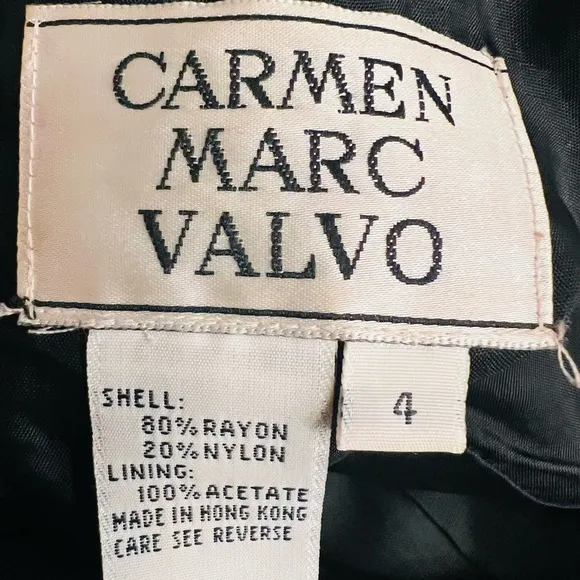 CARMEN
MARC
VALVO
4
SHELL:
80% RAYON
20% NYLON
LINING:
100% ACETATE
MADE IN HONG KONG
CARE SEE REVERSE